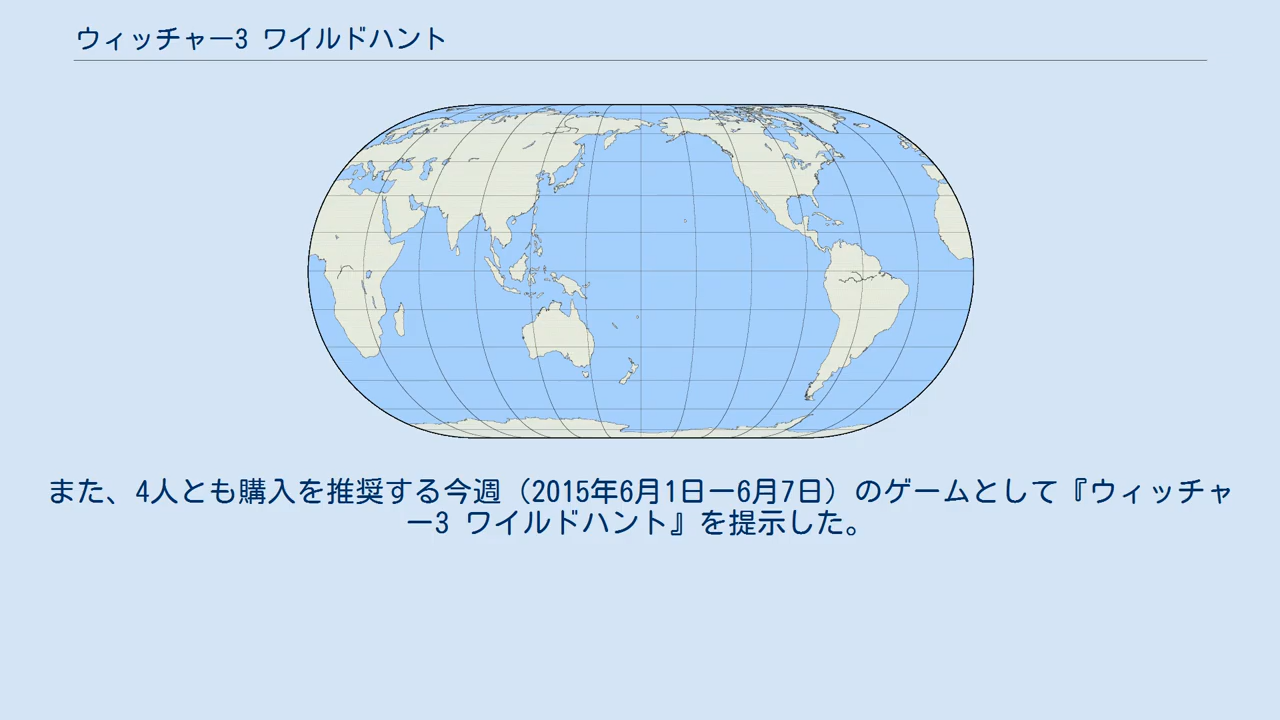 ウィッチャー3 ワイルドハント
また、4人とも購入を推奨する今週（2015年6月1日ー6月7日）のゲームとして『ウィッチャ
ー3 ワイルドハント』を提示した。